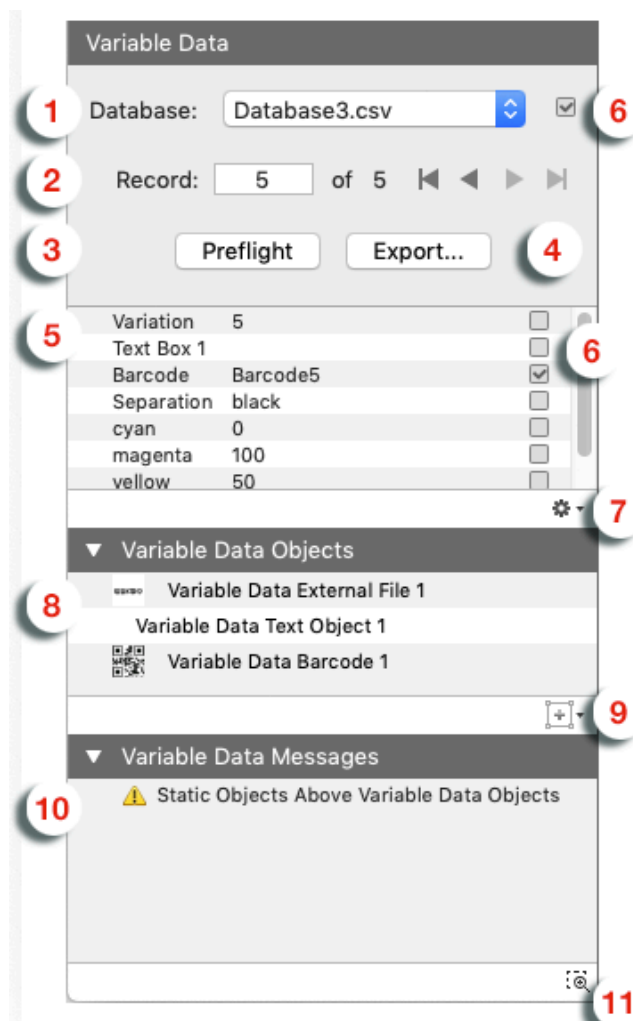 Variable Data
1 Database: Database3.csv 6
2 Record: 5 of 5
3 Preflight Export... 4
5 Variation 5
Text Box 1 6
Barcode Barcode5
Separation black
cyan 0
magenta 100
yellow 50
7
Variable Data Objects
Variable Data External File 1
8 Variable Data Text Object 1
Variable Data Barcode 1
9
Variable Data Messages
10 Static Objects Above Variable Data Objects
11